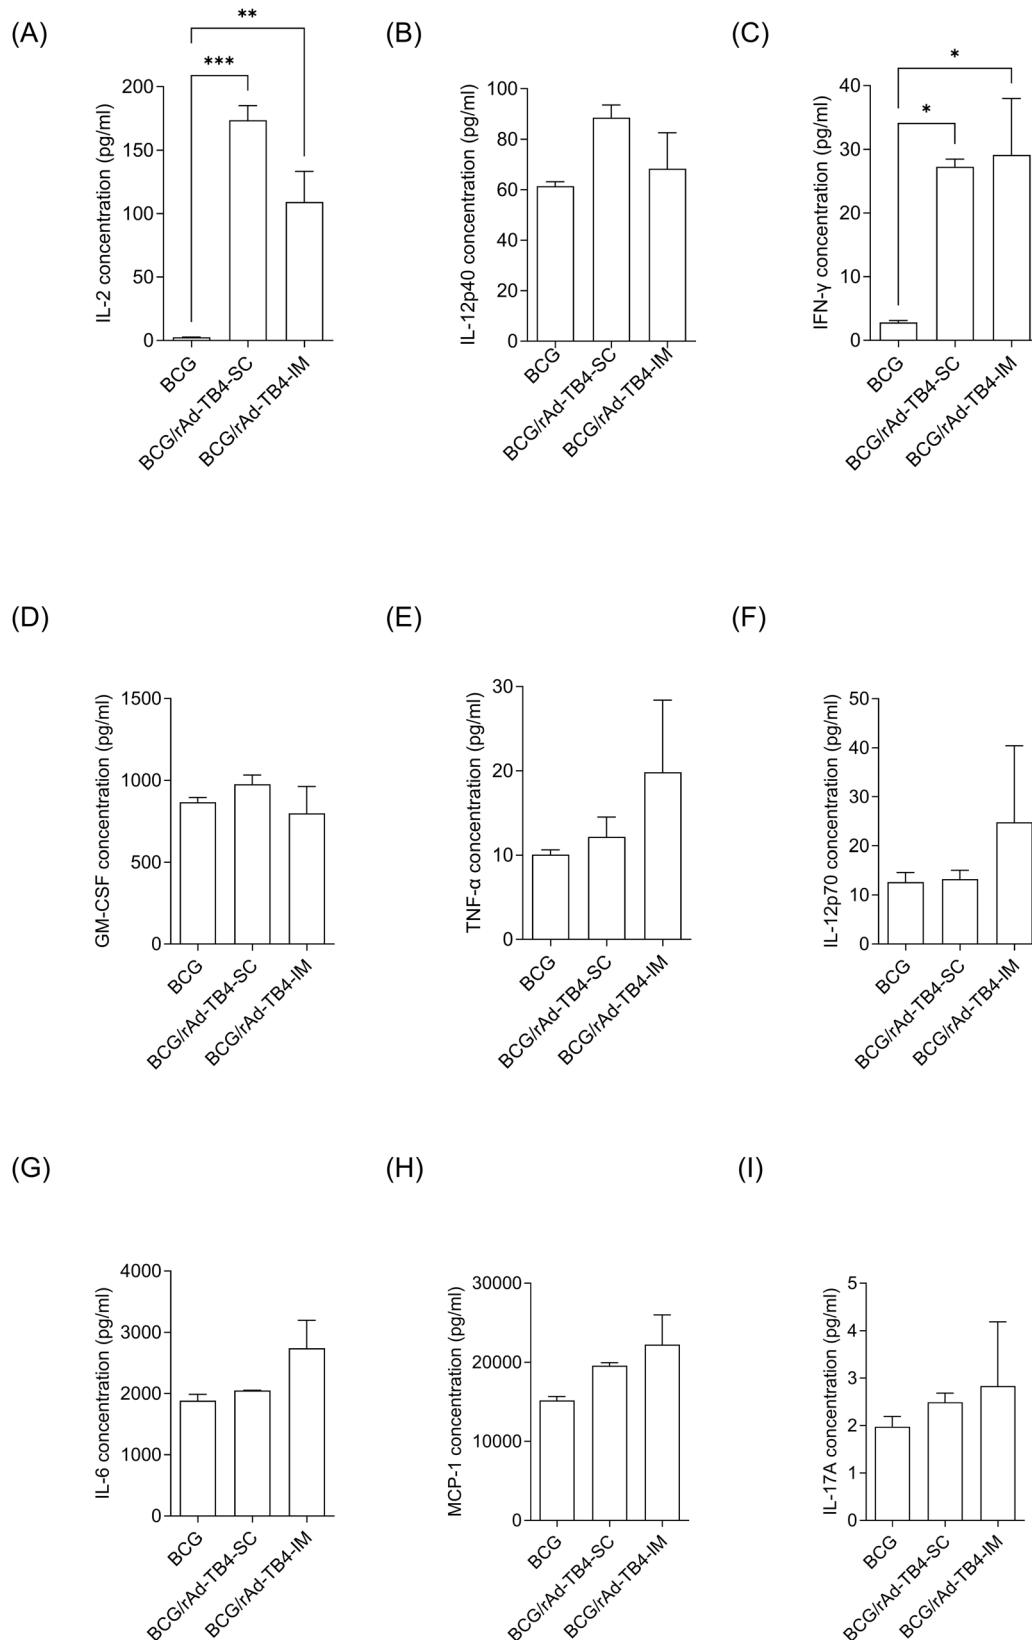 (A)
**
***
IL-2 concentration (pg/ml)
200
150
100
50
0
BCG
BCG/rAd-TB4-SC
BCG/rAd-TB4-IM
(B)
IL-12p40 concentration (pg/ml)
100
80
60
40
20
0
BCG
BCG/rAd-TB4-SC
BCG/rAd-TB4-IM
(C)
*
*
IFN-γ concentration (pg/ml)
40
30
20
10
0
BCG
BCG/rAd-TB4-SC
BCG/rAd-TB4-IM
(D)
GM-CSF concentration (pg/ml)
1500
1000
500
0
BCG
BCG/rAd-TB4-SC
BCG/rAd-TB4-IM
(E)
TNF-α concentration (pg/ml)
30
20
10
0
BCG
BCG/rAd-TB4-SC
BCG/rAd-TB4-IM
(F)
IL-12p70 concentration (pg/ml)
50
40
30
20
10
0
BCG
BCG/rAd-TB4-SC
BCG/rAd-TB4-IM
(G)
IL-6 concentration (pg/ml)
4000
3000
2000
1000
0
BCG
BCG/rAd-TB4-SC
BCG/rAd-TB4-IM
(H)
MCP-1 concentration (pg/ml)
30000
20000
10000
0
BCG
BCG/rAd-TB4-SC
BCG/rAd-TB4-IM
(I)
IL-17A concentration (pg/ml)
5
4
3
2
1
0
BCG
BCG/rAd-TB4-SC
BCG/rAd-TB4-IM